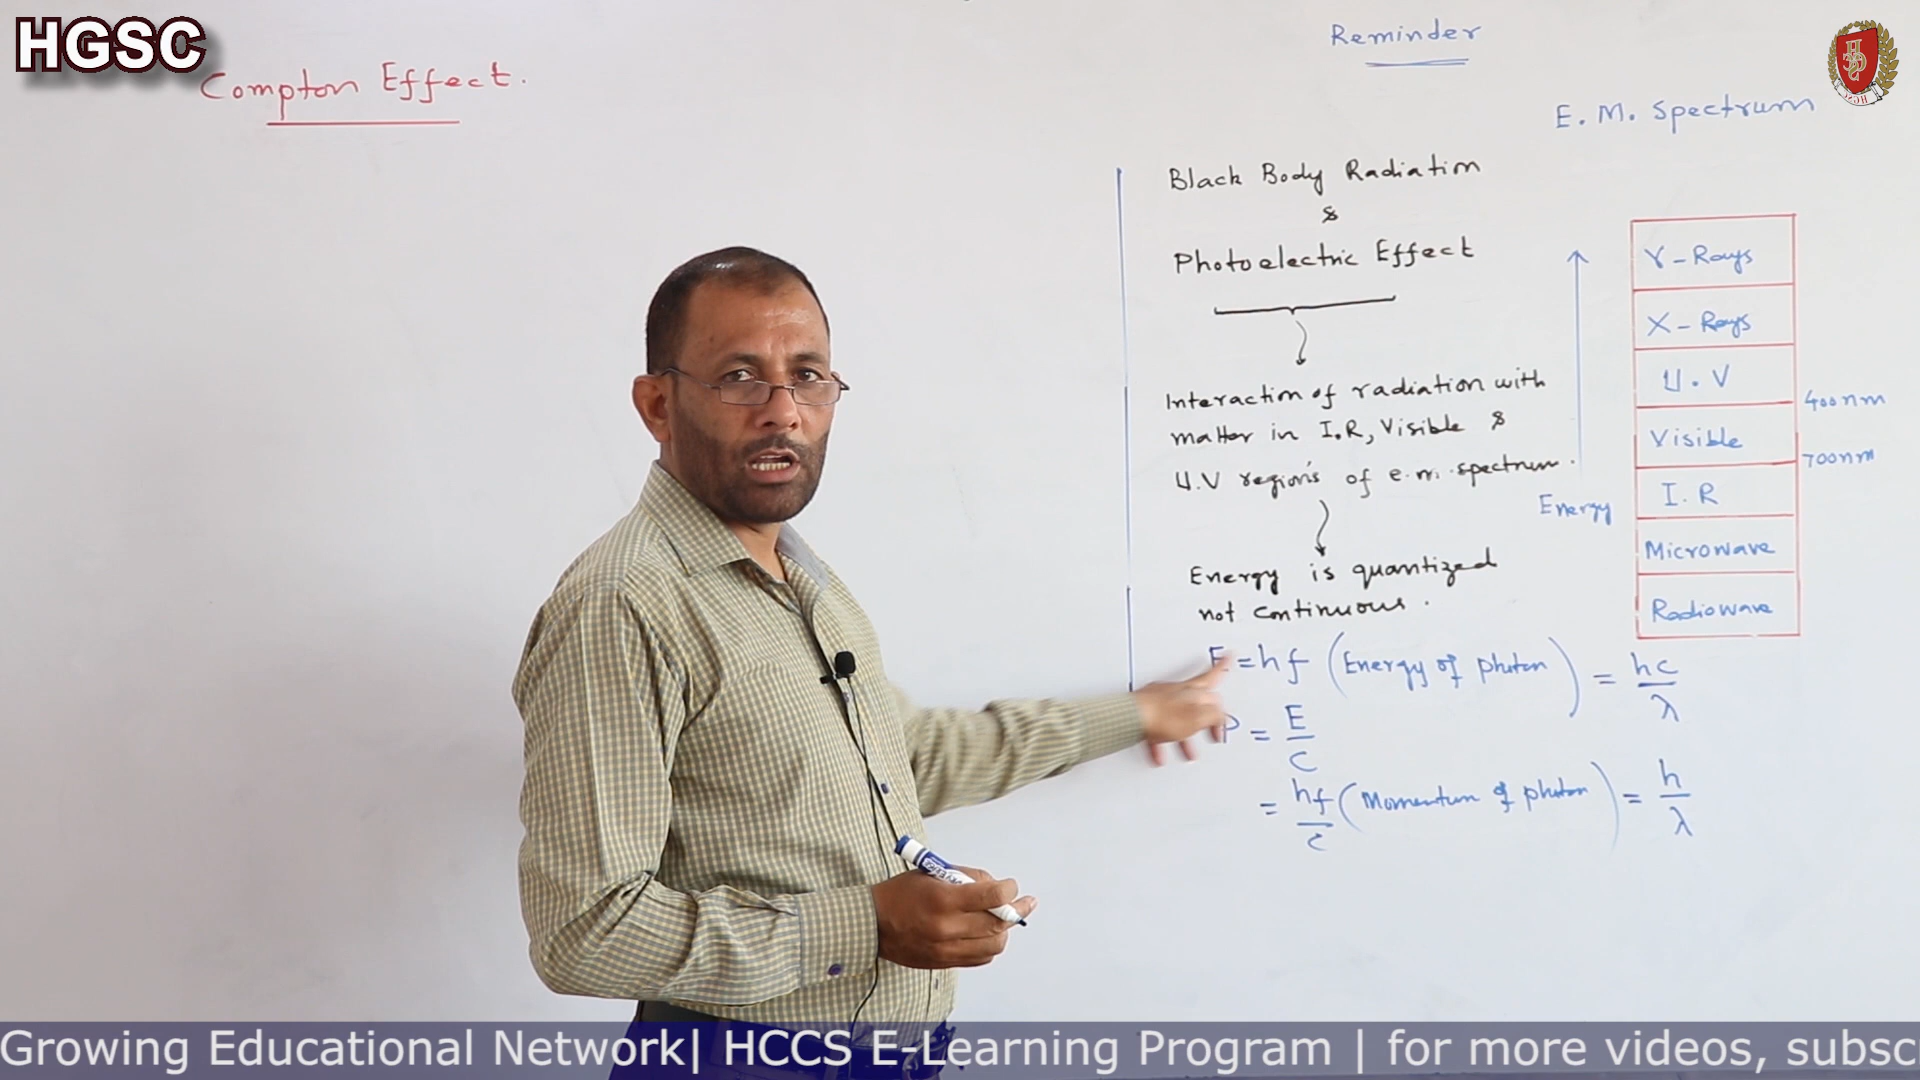 HGSC
Compton Effect.
Reminder
E. M. Spectrum
Black Body Radiation
&
Photoelectric Effect
Interaction of radiation with
matter in I.R, Visible &
U.V region's of e.m. spectrum.
Energy is quantized
not continuous.
E = hf (Energy of photon) = hc/λ
P = E/C
= hf/c (Momentum of photon) = h/λ
γ-Rays
X-Rays
U.V
400nm
Visible
700nm
I.R
Energy
Microwave
Radiowave
Growing Educational Network| HCCS E-Learning Program | for more videos, subsc